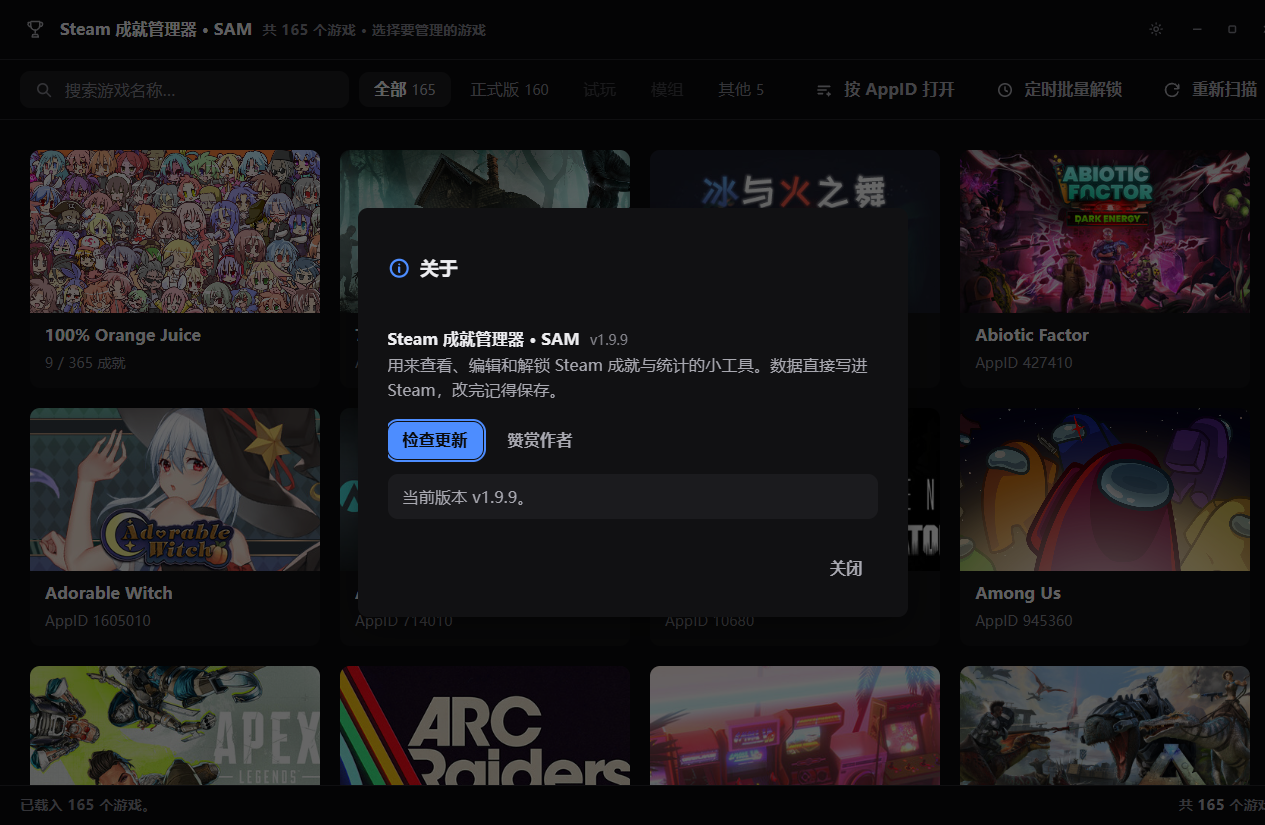 Steam 成就管理器 • SAM 共 165 个游戏 • 选择要管理的游戏
搜索游戏名称... 全部 165 正式版 160 试玩 模组 其他 5 按 AppID 打开 定时批量解锁 重新扫描
冰与火之舞
ABIOTIC
FACTOR
DARK ENERGY
关于
100% Orange Juice
9 / 365 成就
Abiotic Factor
AppID 427410
Steam 成就管理器 • SAM v1.9.9
用来查看、编辑和解锁 Steam 成就与统计的小工具。数据直接写进
Steam，改完记得保存。
检查更新 赞赏作者
当前版本 v1.9.9。
关闭
Adorable
Witch
Adorable Witch
AppID 1605010
AppID 714010
AppID 10680
Among Us
AppID 945360
APEX
LEGENDS
ARC
Raiders
已载入 165 个游戏。
共 165 个游戏